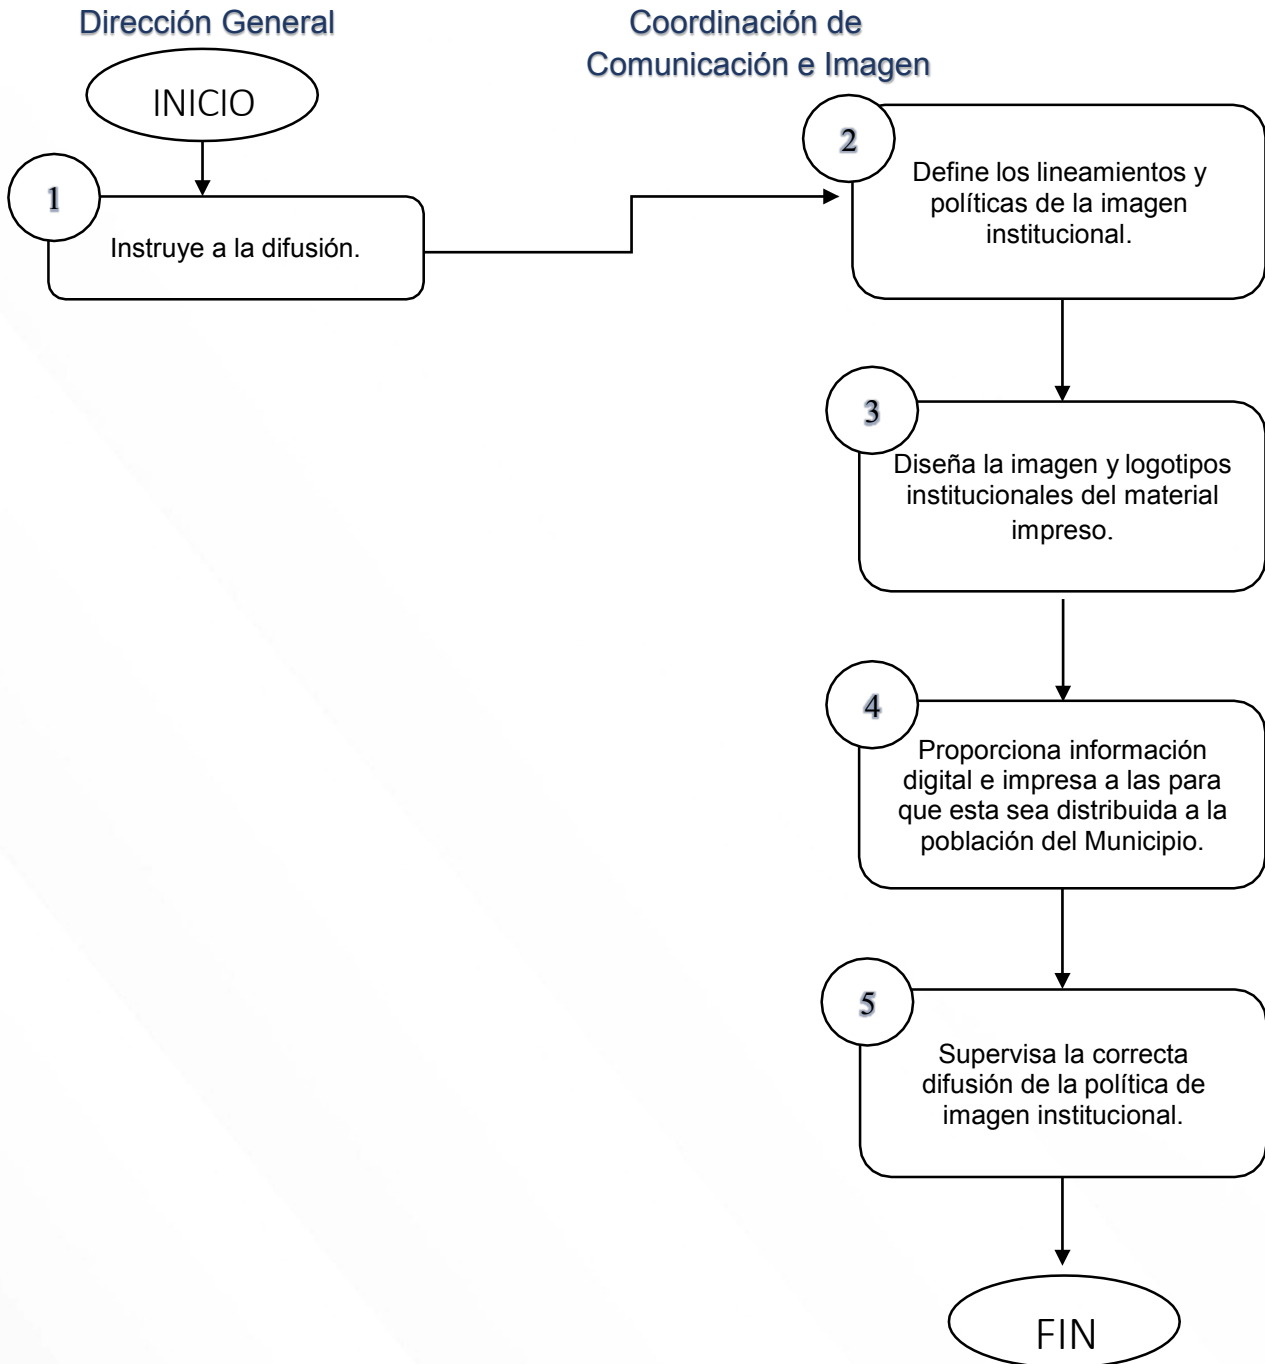 Dirección General
Coordinación de
Comunicación e Imagen
INICIO
1
Instruye a la difusión.
2
Define los lineamientos y
políticas de la imagen
institucional.
3
Diseña la imagen y logotipos
institucionales del material
impreso.
4
Proporciona información
digital e impresa a las para
que esta sea distribuida a la
población del Municipio.
5
Supervisa la correcta
difusión de la política de
imagen institucional.
FIN